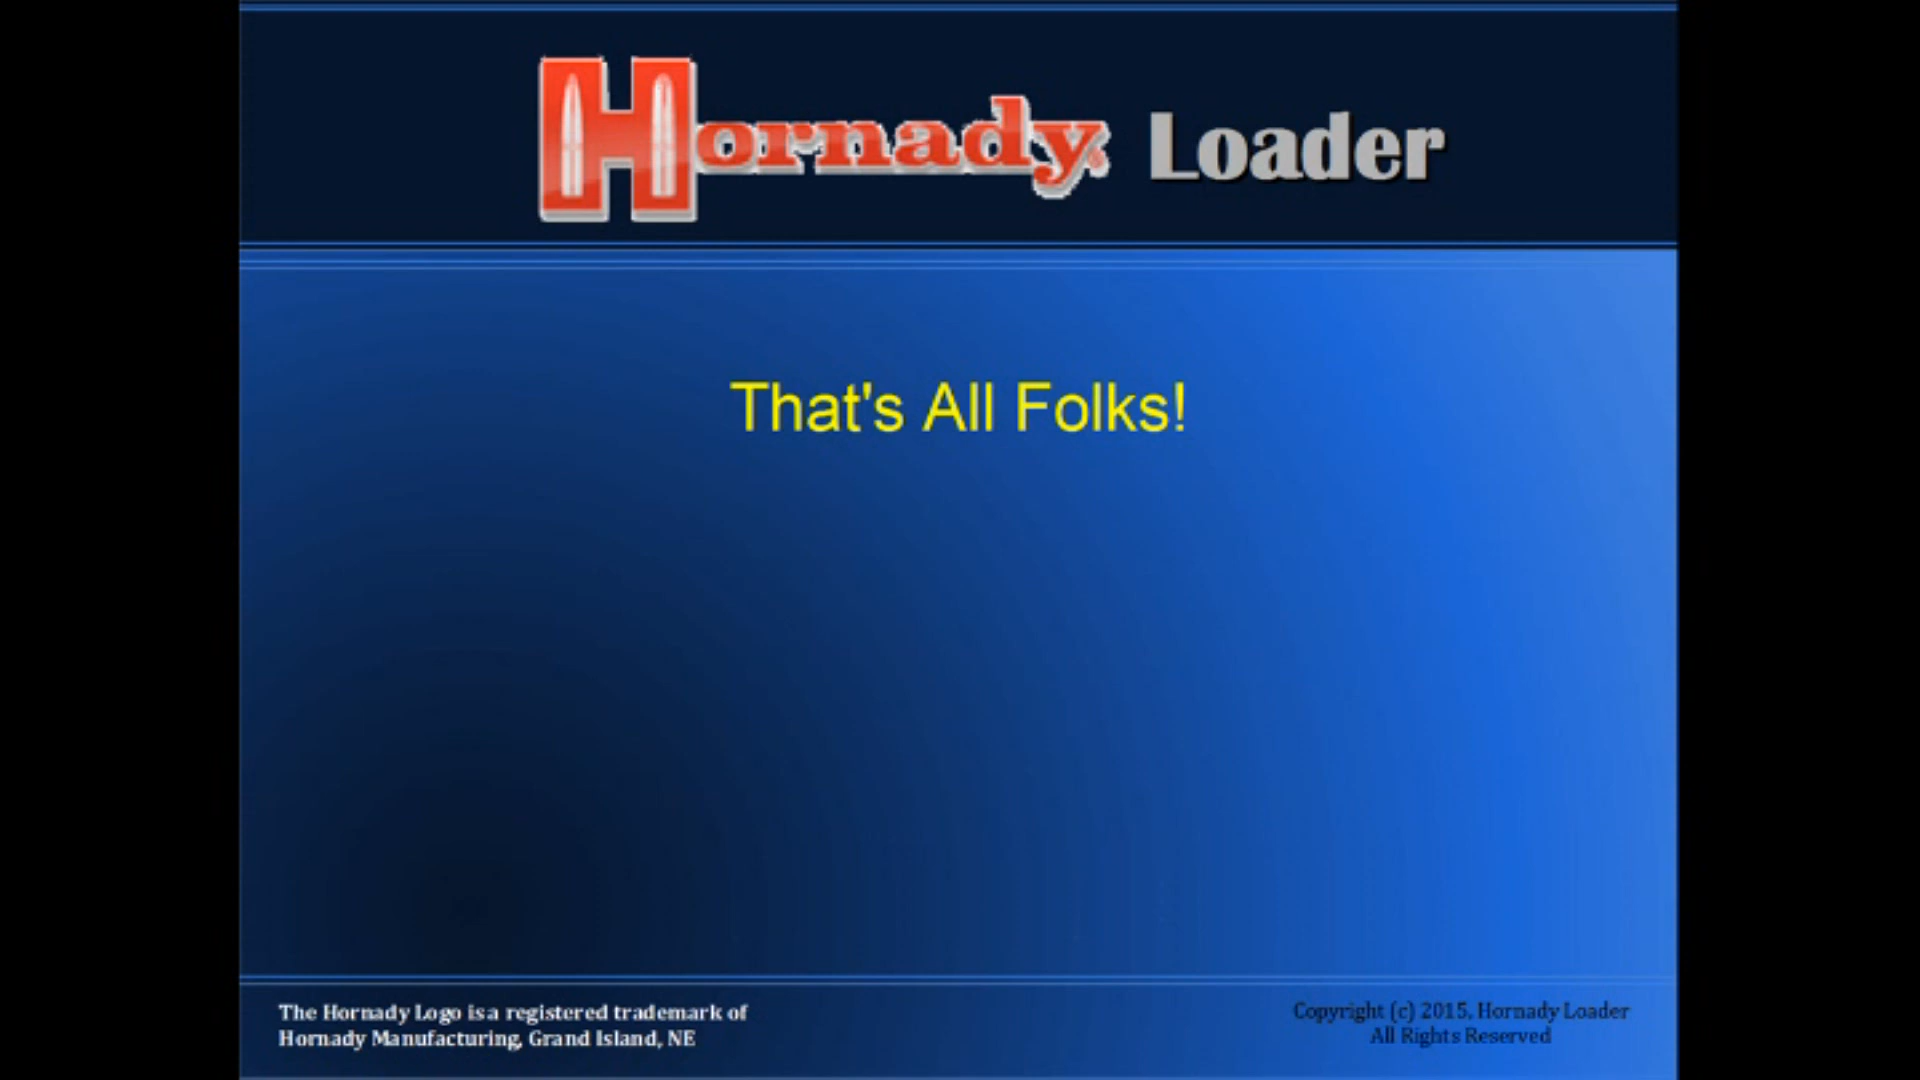 Hornady Loader
That's All Folks!
The Hornady Logo is a registered trademark of
Hornady Manufacturing, Grand Island, NE
Copyright (c) 2015, Hornady Loader
All Rights Reserved